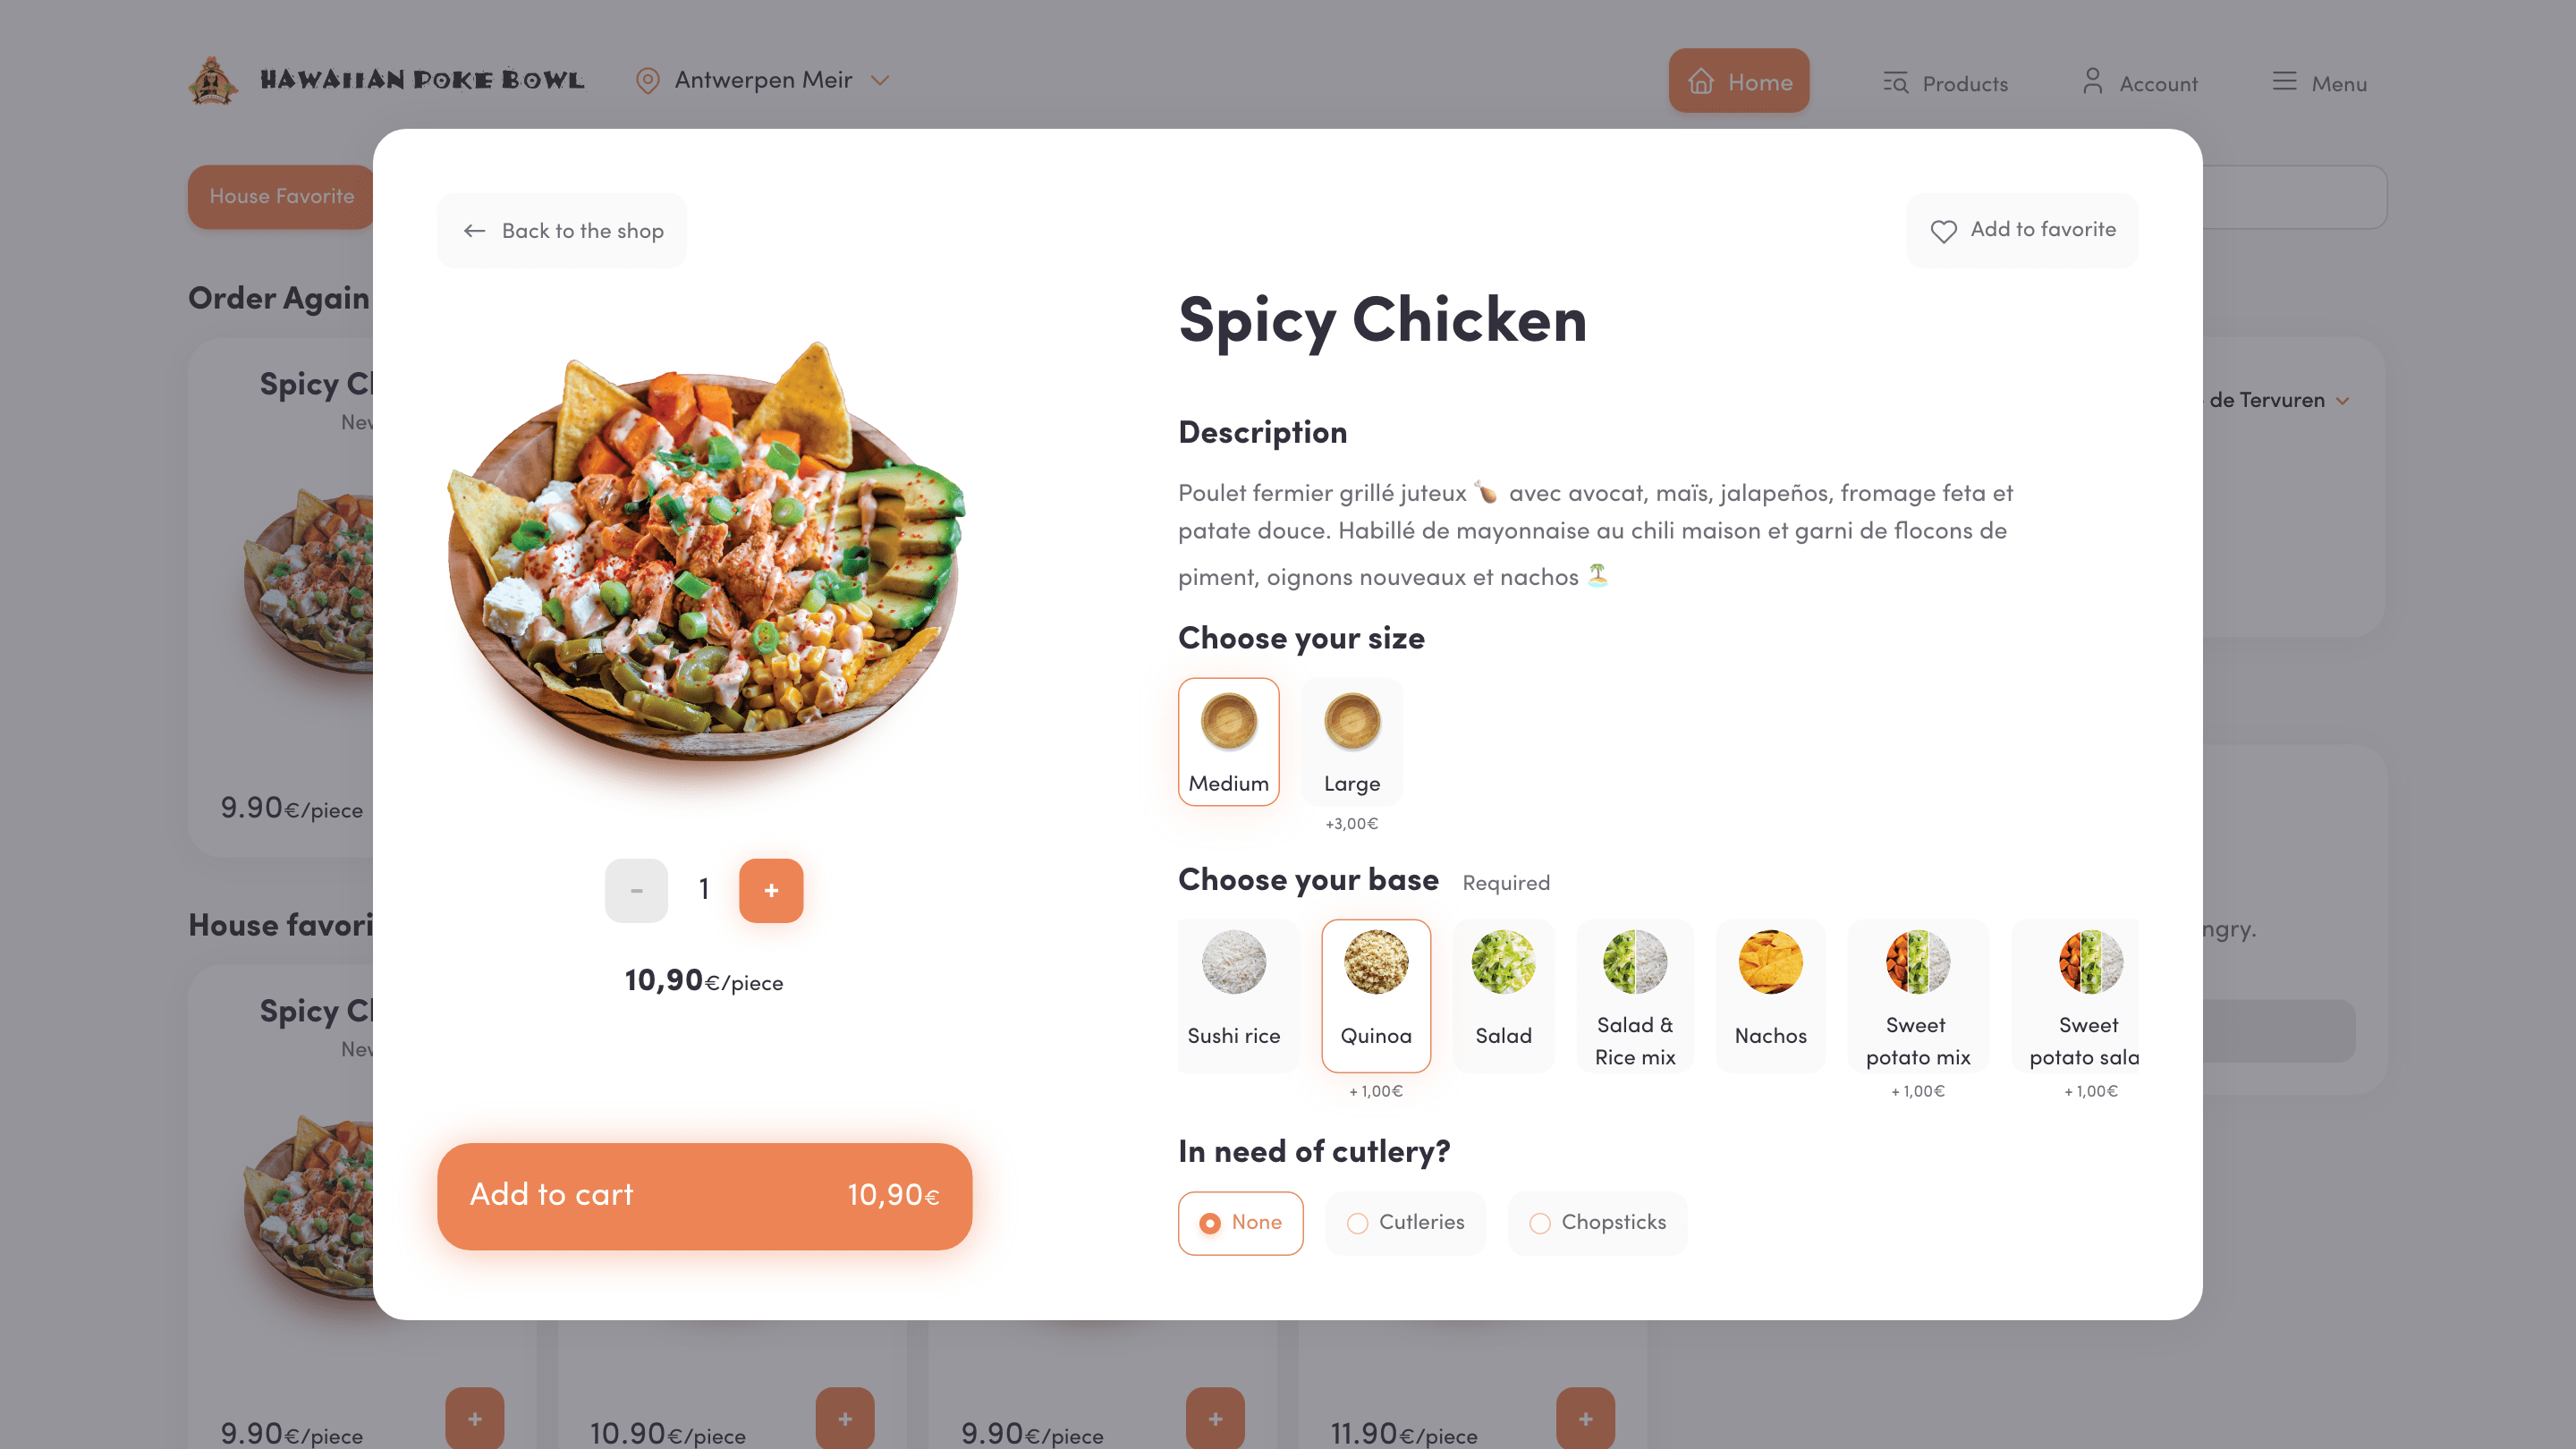 HAWAIIAN POKE BOWL
Antwerpen Meir
Home
Products
Account
Menu
House Favorite
Back to the shop
Add to favorite
Order Again
Spicy
9.90€/piece
de Tervuren
Spicy Chicken
Description
Poulet fermier grillé juteux 🍗 avec avocat, maïs, jalapeños, fromage feta et
patate douce. Habillé de mayonnaise au chili maison et garni de flocons de
piment, oignons nouveaux et nachos 🏝️
Choose your size
Medium
Large
+3,00€
- 1 +
10,90€/piece
Add to cart 10,90€
Choose your base Required
Sushi rice
Quinoa
+ 1,00€
Salad
Salad &
Rice mix
Nachos
Sweet
potato mix
+ 1,00€
Sweet
potato sala
+ 1,00€
In need of cutlery?
None
Cutleries
Chopsticks
House favori
Spicy
ngry.
9.90€/piece +
10.90€/piece +
9.90€/piece +
11.90€/piece +